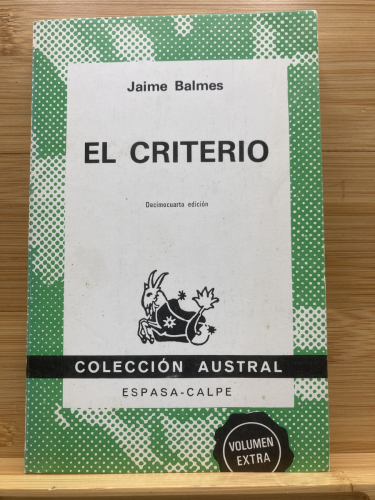 Jaime Balmes
EL CRITERIO
Decimocuarta edición
COLECCIÓN AUSTRAL
ESPASA-CALPE
VOLUMEN
EXTRA